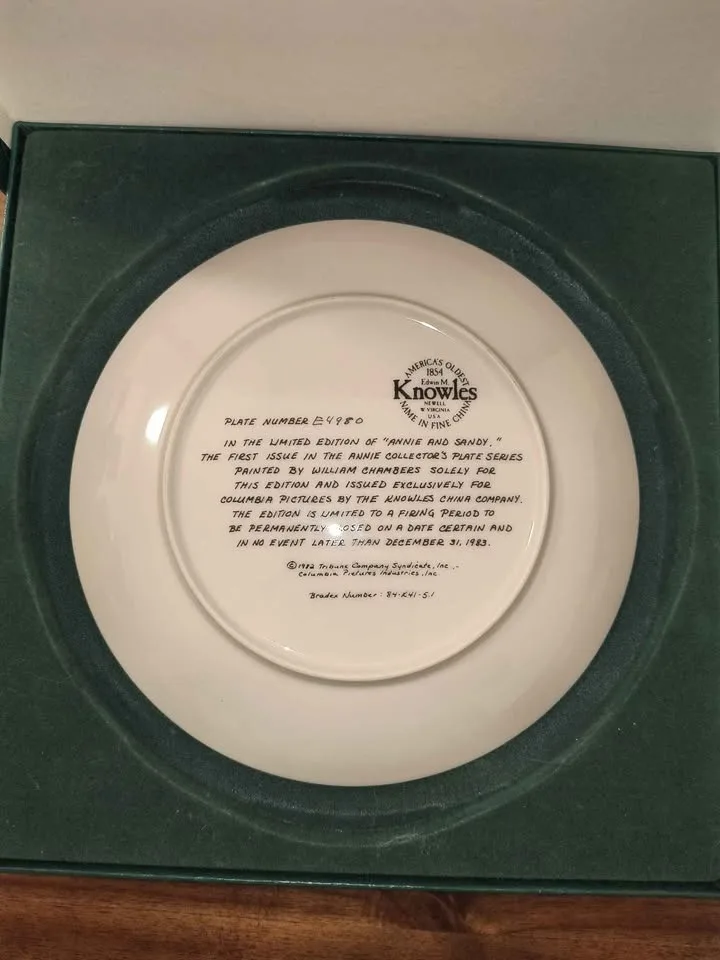 AMERICA'S OLDEST
1854
Edwin M.
Knowles
NEWELL
W VIRGINIA
USA
NAME IN FINE CHINA
PLATE NUMBER E4980
IN THE LIMITED EDITION OF "ANNIE AND SANDY,"
THE FIRST ISSUE IN THE ANNIE COLLECTOR'S PLATE SERIES
PAINTED BY WILLIAM CHAMBERS SOLELY FOR
THIS EDITION AND ISSUED EXCLUSIVELY FOR
COLUMBIA PICTURES BY THE KNOWLES CHINA COMPANY.
THE EDITION IS LIMITED TO A FIRING PERIOD TO
BE PERMANENTLY CLOSED ON A DATE CERTAIN AND
IN NO EVENT LATER THAN DECEMBER 31, 1983.
©1982 Tribune Company Syndicate, Inc.,
Columbia Pictures Industries, Inc.
Bradex Number: 84-K41-5.1